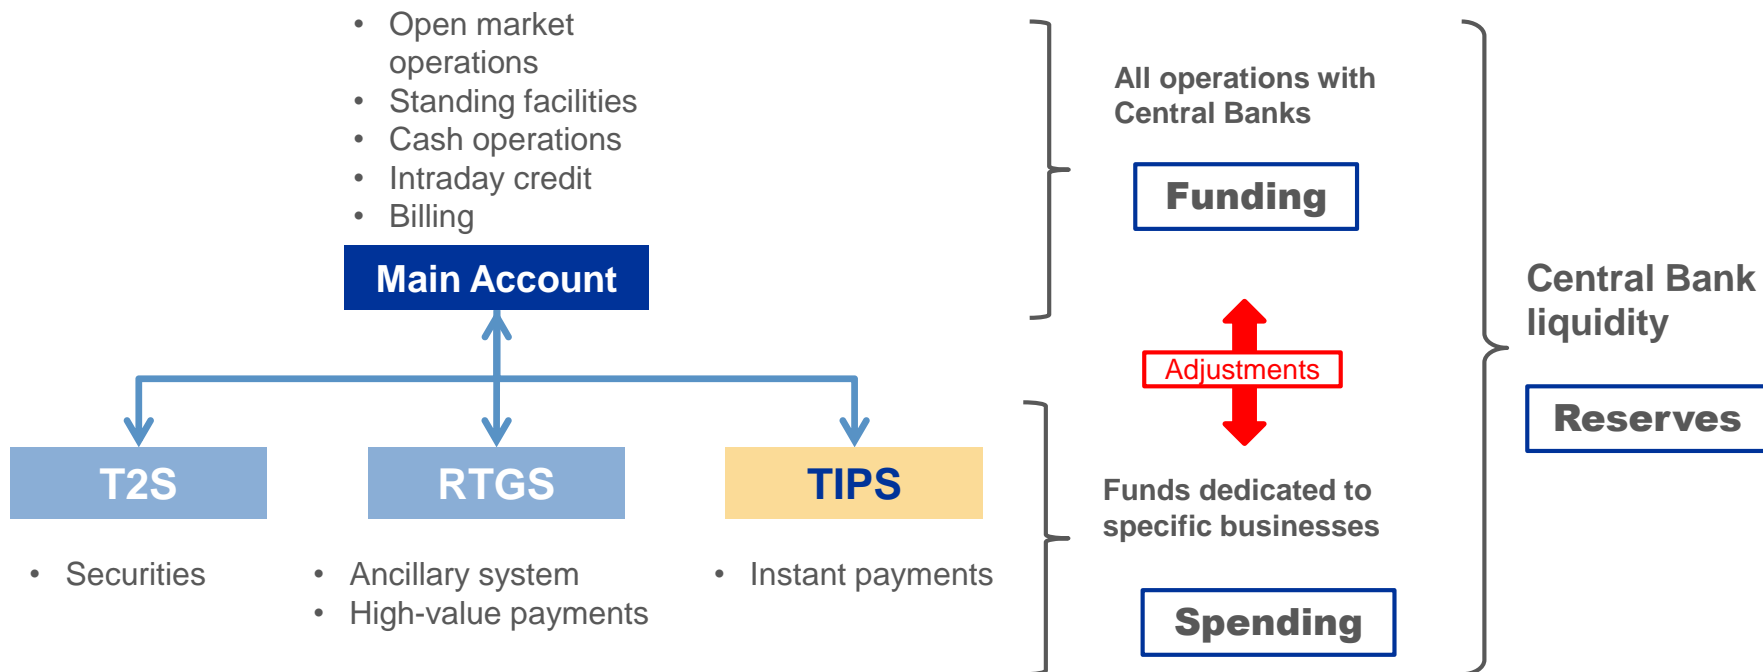 • Open market
operations
• Standing facilities
• Cash operations
• Intraday credit
• Billing
Main Account
T2S
RTGS
TIPS
• Securities
• Ancillary system
• High-value payments
• Instant payments
All operations with
Central Banks
Funding
Adjustments
Funds dedicated to
specific businesses
Spending
Central Bank
liquidity
Reserves